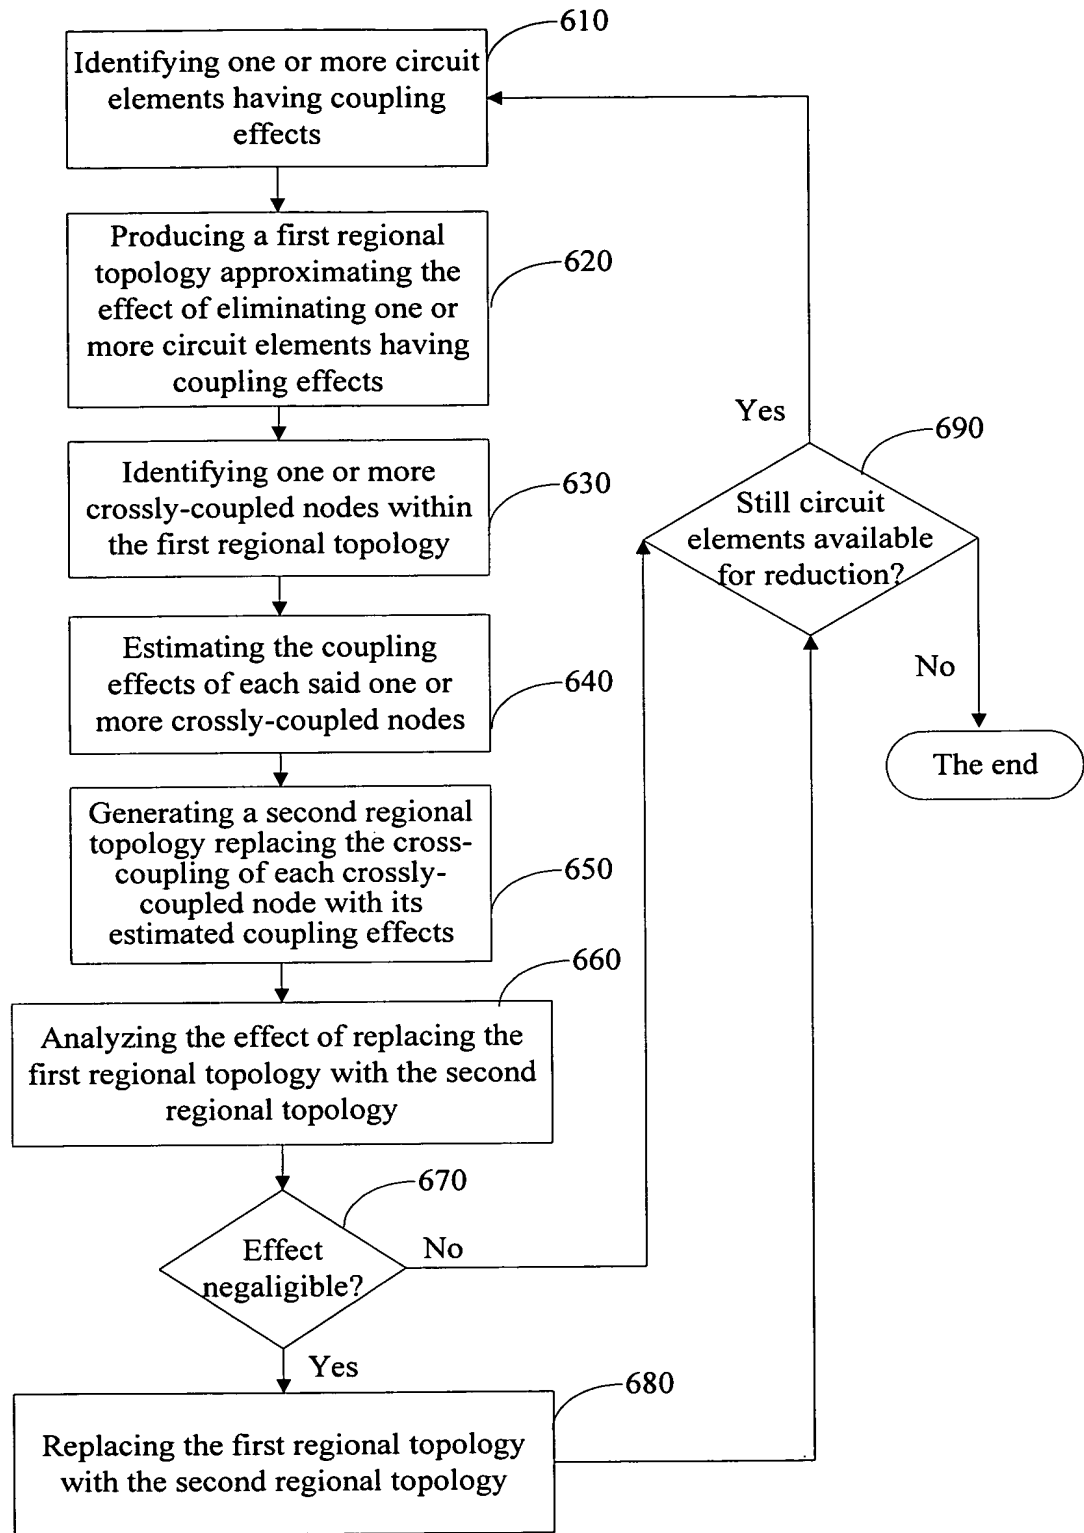 610
Identifying one or more circuit
elements having coupling
effects
Producing a first regional
topology approximating the
effect of eliminating one or
more circuit elements having
coupling effects
620
Identifying one or more
crossly-coupled nodes within
the first regional topology
630
Estimating the coupling
effects of each said one or
more crossly-coupled nodes
640
Generating a second regional
topology replacing the cross-
coupling of each crossly-
coupled node with its
estimated coupling effects
650
660
Analyzing the effect of replacing the
first regional topology with the second
regional topology
670
Effect
negaligible?
No
Yes
680
Replacing the first regional topology
with the second regional topology
Yes
690
Still circuit
elements available
for reduction?
No
The end